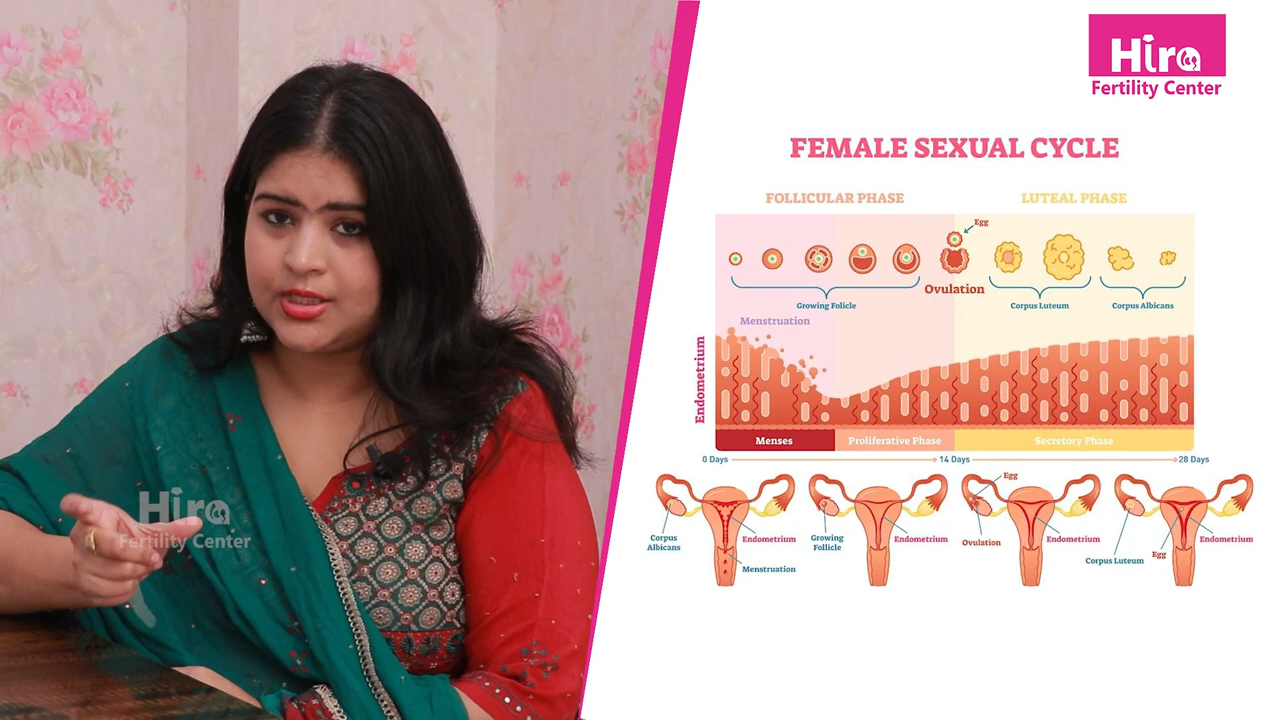 Hira
Fertility Center
FEMALE SEXUAL CYCLE
FOLLICULAR PHASE
LUTEAL PHASE
Egg
Ovulation
Growing Follicle
Corpus Luteum
Corpus Albicans
Menstruation
Endometrium
Menses
Proliferative Phase
Secretory Phase
0 Days
14 Days
28 Days
Corpus
Albicans
Endometrium
Menstruation
Growing
Follicle
Endometrium
Egg
Ovulation
Endometrium
Corpus Luteum
Egg
Endometrium
Hira
Fertility Center